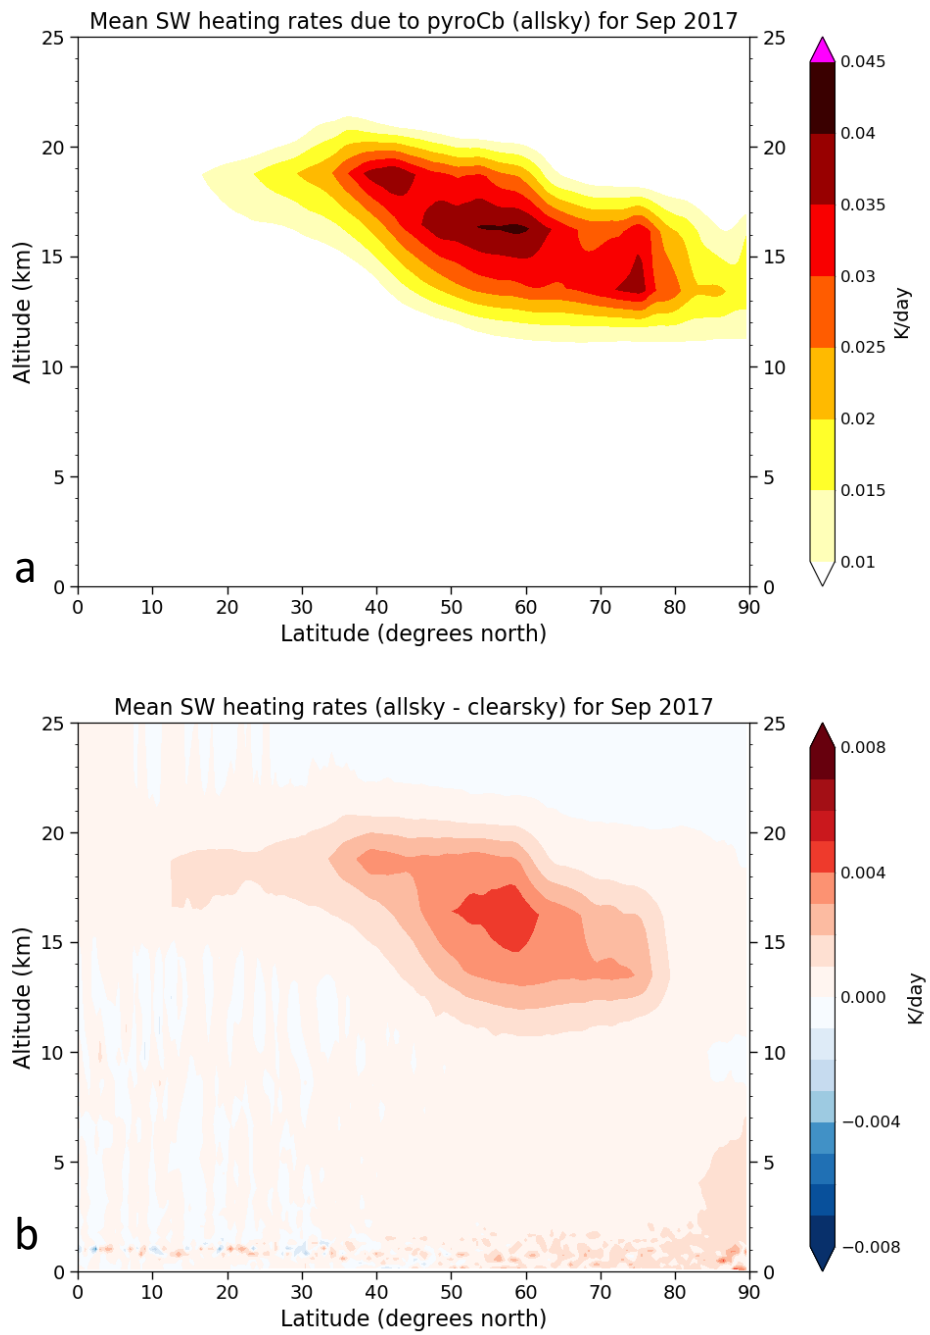 Mean SW heating rates due to pyroCb (allsky) for Sep 2017
25 25
20 20
15 15
10 10
5 5
0 0
Altitude (km)
0 10 20 30 40 50 60 70 80 90
Latitude (degrees north)
a
0.045
0.04
0.035
0.03
0.025
0.02
0.015
0.01
K/day
Mean SW heating rates (allsky - clearsky) for Sep 2017
25 25
20 20
15 15
10 10
5 5
0 0
Altitude (km)
0 10 20 30 40 50 60 70 80 90
Latitude (degrees north)
b
0.008
0.004
0.000
−0.004
−0.008
K/day